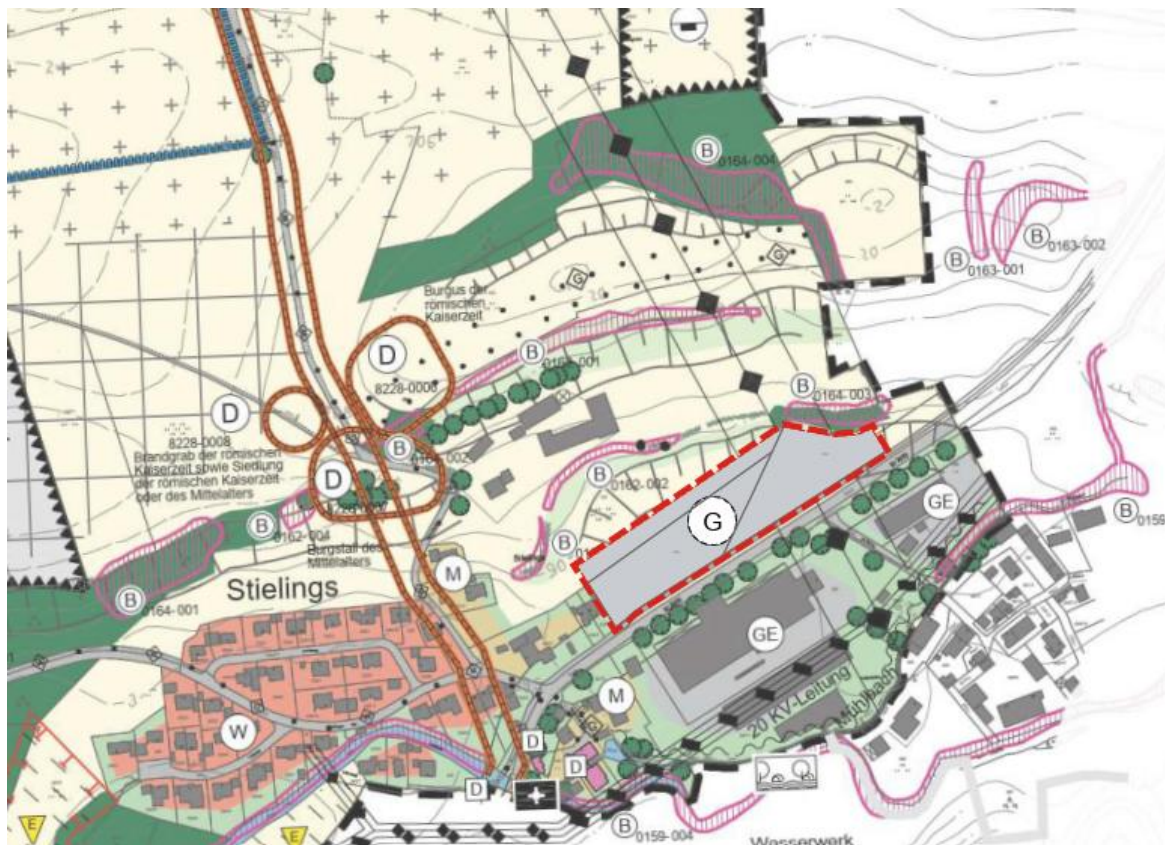 B
0164-004
B
0163-002
B
0163-001
G
G
Burgus der
römischen
Kaiserzeit
D
8228-0006
B
D
8228-0008
Brandgrab der römischen
Kaiserzeit sowie Siedlung
der römischen Kaiserzeit
oder des Mittelalters
B
D
B
0164-003
B
0162-002
B
0162-004
Burgstall des
Mittelalters
B
G
GE
B
0159
B
0164-001
Stielings
M
GE
W
M
20 KV-Leitung
Mühlbach
D
D
D
B
0159-004
E
E
Wasserwerk